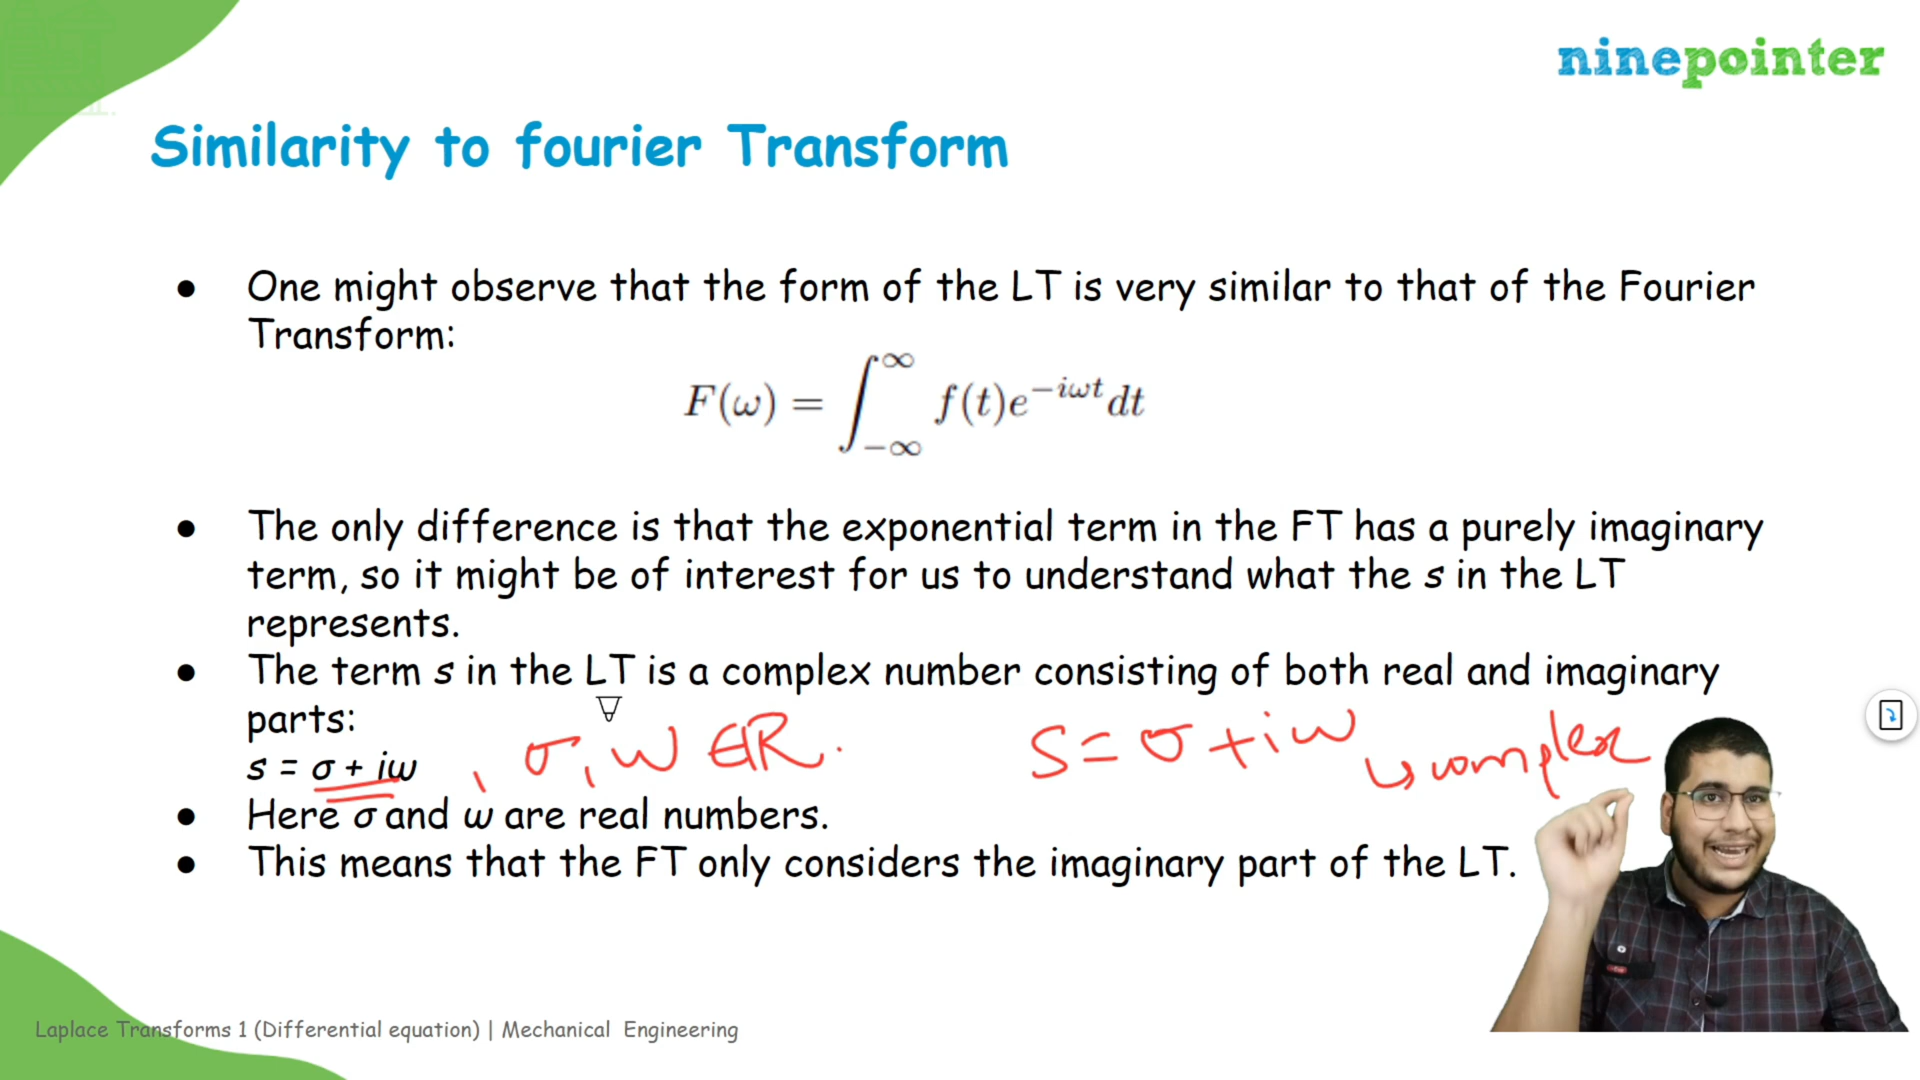 ninepointer
Similarity to fourier Transform
● One might observe that the form of the LT is very similar to that of the Fourier
Transform:
F(ω) = ∫_{-∞}^{∞} f(t)e^{-iωt}dt
● The only difference is that the exponential term in the FT has a purely imaginary
term, so it might be of interest for us to understand what the s in the LT
represents.
● The term s in the LT is a complex number consisting of both real and imaginary
parts:
s = σ + iω , σ, ω ∈ R. S = σ + iω ↳ complex
● Here σ and ω are real numbers.
● This means that the FT only considers the imaginary part of the LT.
Laplace Transforms 1 (Differential equation) | Mechanical Engineering